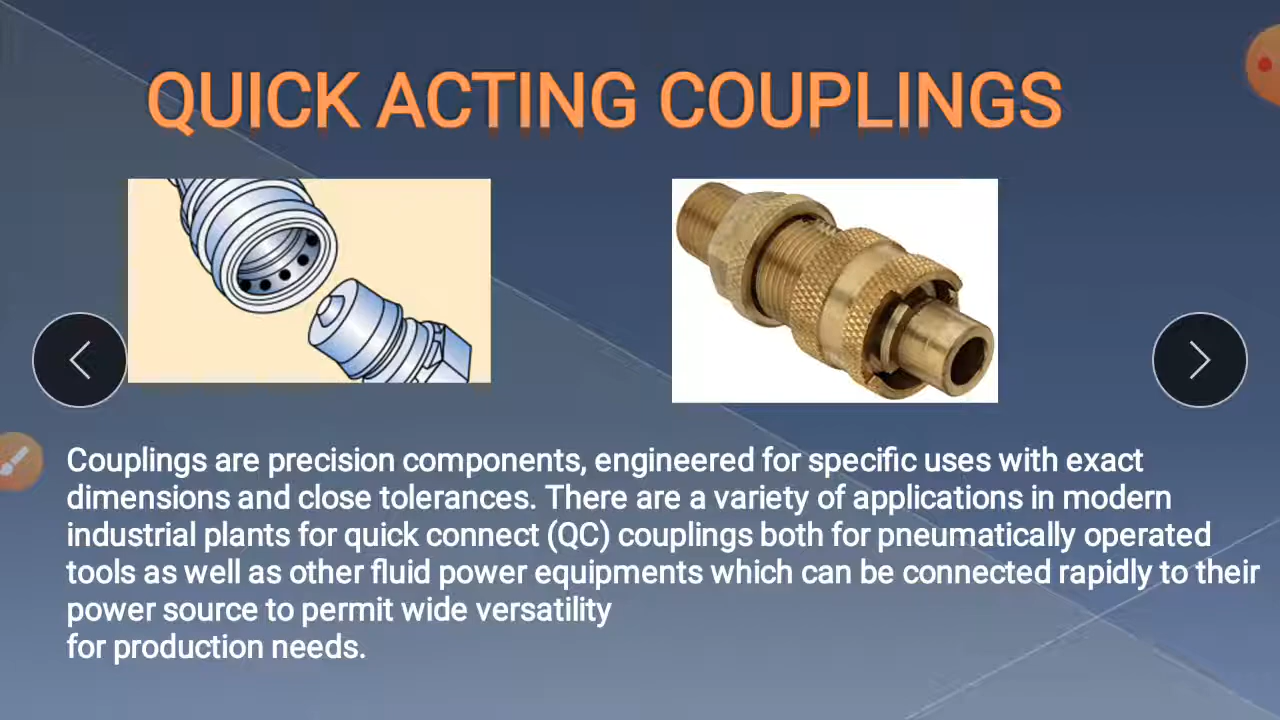 QUICK ACTING COUPLINGS
Couplings are precision components, engineered for specific uses with exact
dimensions and close tolerances. There are a variety of applications in modern
industrial plants for quick connect (QC) couplings both for pneumatically operated
tools as well as other fluid power equipments which can be connected rapidly to their
power source to permit wide versatility
for production needs.